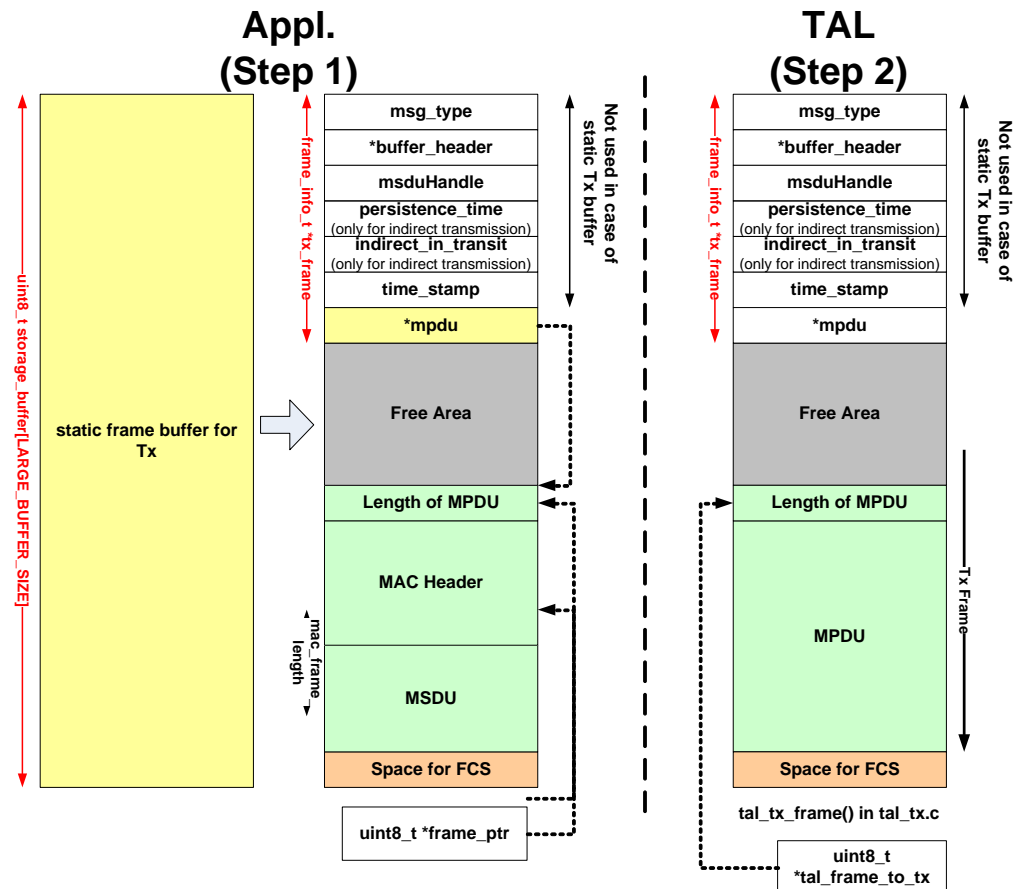 Appl.
(Step 1)
TAL
(Step 2)
uint8_t storage_buffer[LARGE_BUFFER_SIZE]
static frame buffer for
Tx
frame_info_t *tx_frame
msg_type
*buffer_header
msduHandle
persistence_time
(only for indirect transmission)
indirect_in_transit
(only for indirect transmission)
time_stamp
*mpdu
Free Area
Length of MPDU
MAC Header
MSDU
Space for FCS
Not used in case of
static Tx buffer
mac_frame_
length
uint8_t *frame_ptr
frame_info_t *tx_frame
msg_type
*buffer_header
msduHandle
persistence_time
(only for indirect transmission)
indirect_in_transit
(only for indirect transmission)
time_stamp
*mpdu
Free Area
Length of MPDU
MPDU
Space for FCS
Not used in case of
static Tx buffer
Tx Frame
tal_tx_frame() in tal_tx.c
uint8_t
*tal_frame_to_tx